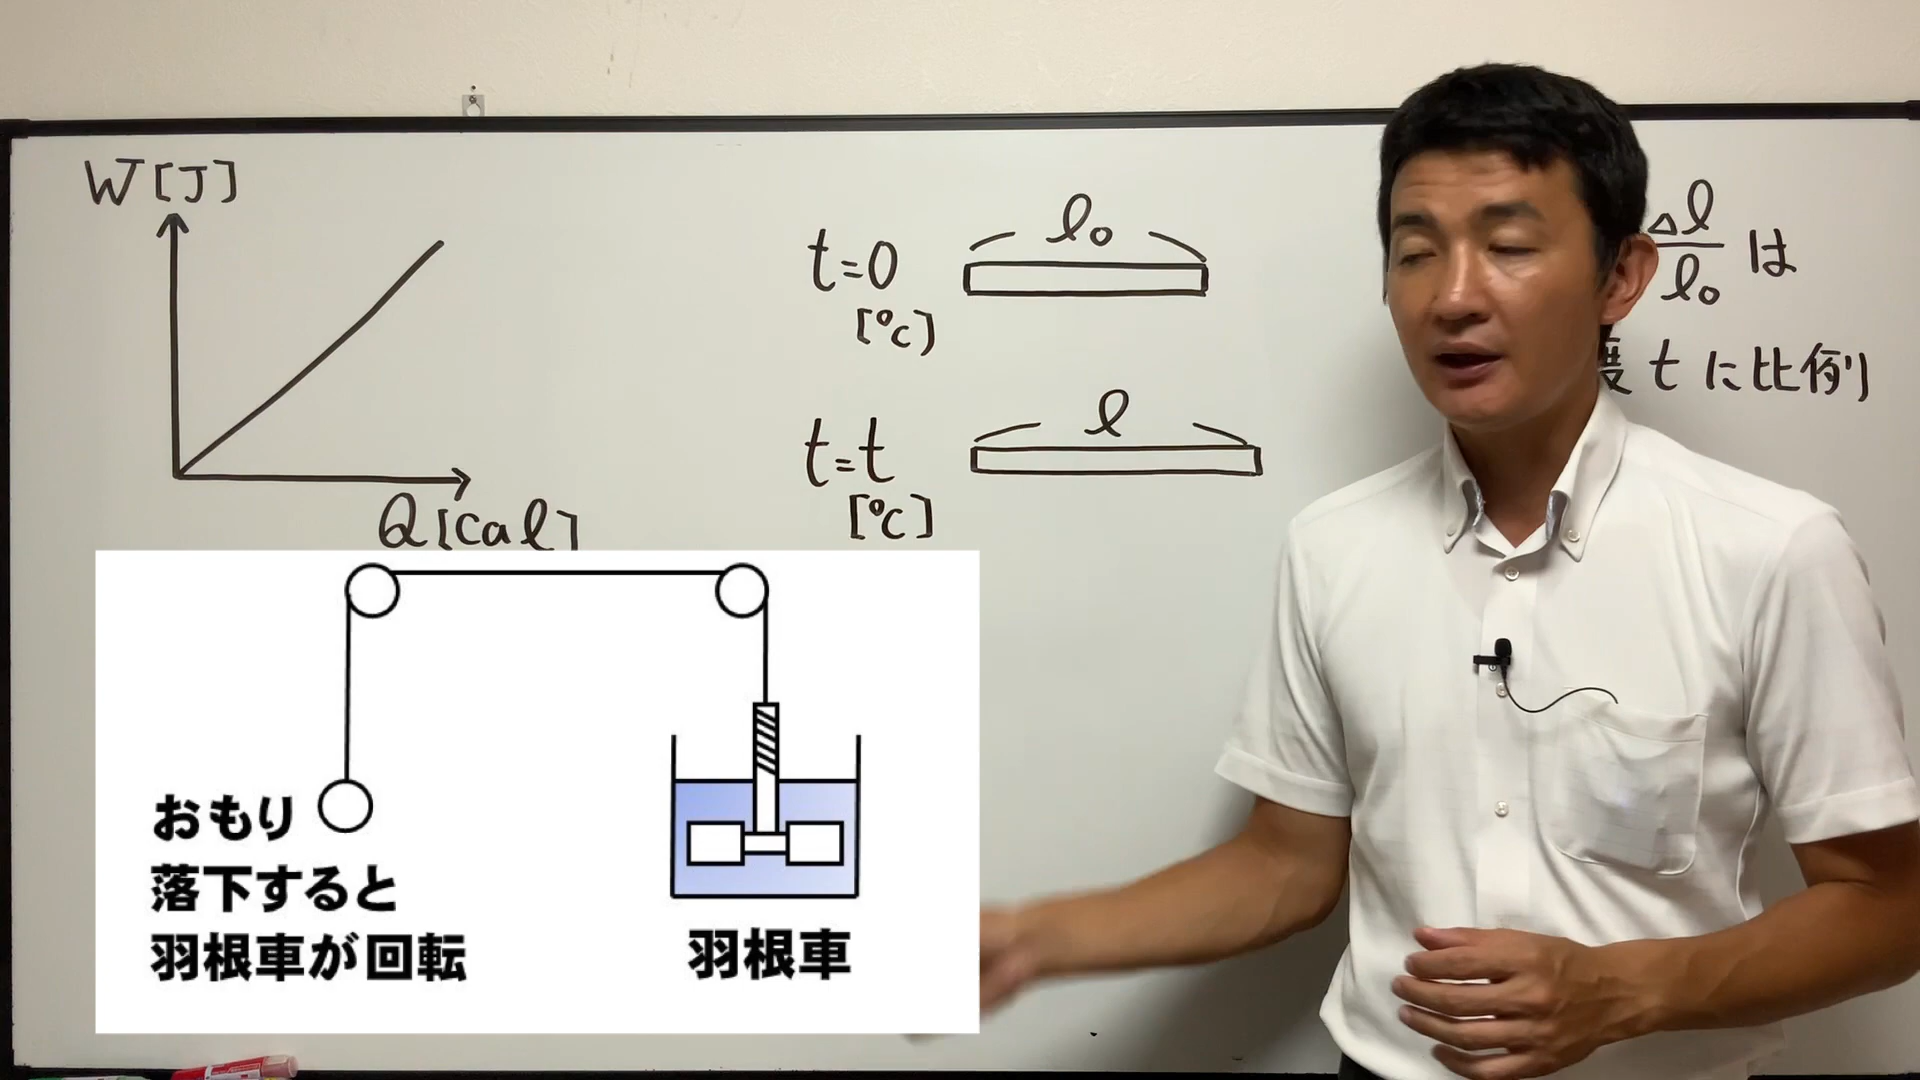 W[J]
Q[cal]
t=0
[℃]
l₀
t=t
[℃]
l
Δl/l₀ は
度 t に比例
おもり
落下すると
羽根車が回転
羽根車